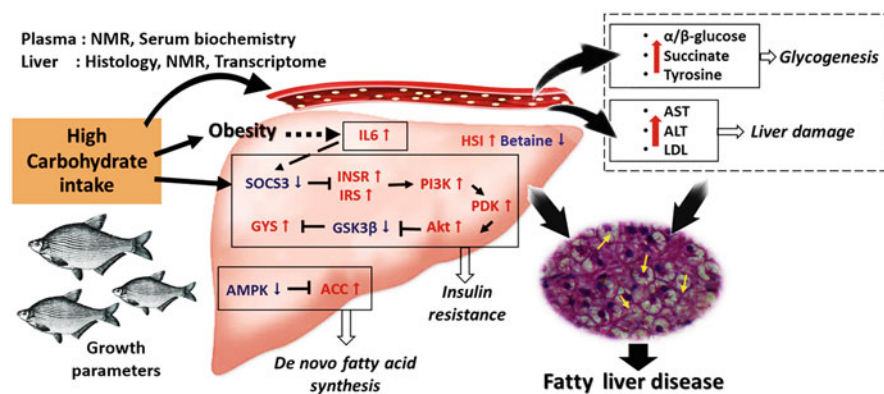 Plasma : NMR, Serum biochemistry
Liver : Histology, NMR, Transcriptome
High
Carbohydrate
intake
Obesity
IL6 ↑
HSI ↑ Betaine ↓
SOCS3 ↓
INSR ↑
IRS ↑
PI3K ↑
PDK ↑
GYS ↑
GSK3β ↓
Akt ↑
AMPK ↓
ACC ↑
Insulin
resistance
De novo fatty acid
synthesis
Growth
parameters
• α/β-glucose
• Succinate
• Tyrosine
Glycogenesis
• AST
• ALT
• LDL
Liver damage
Fatty liver disease